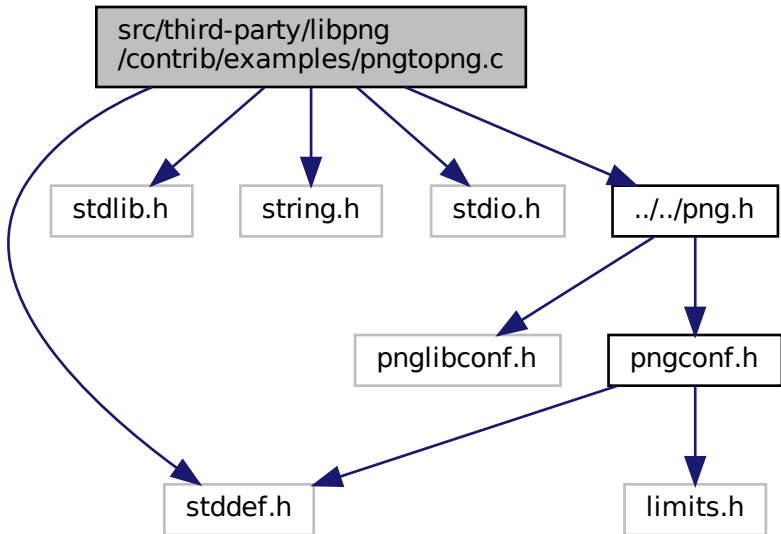 src/third-party/libpng
/contrib/examples/pngtopng.c
stdlib.h
string.h
stdio.h
../../png.h
pnglibconf.h
pngconf.h
stddef.h
limits.h